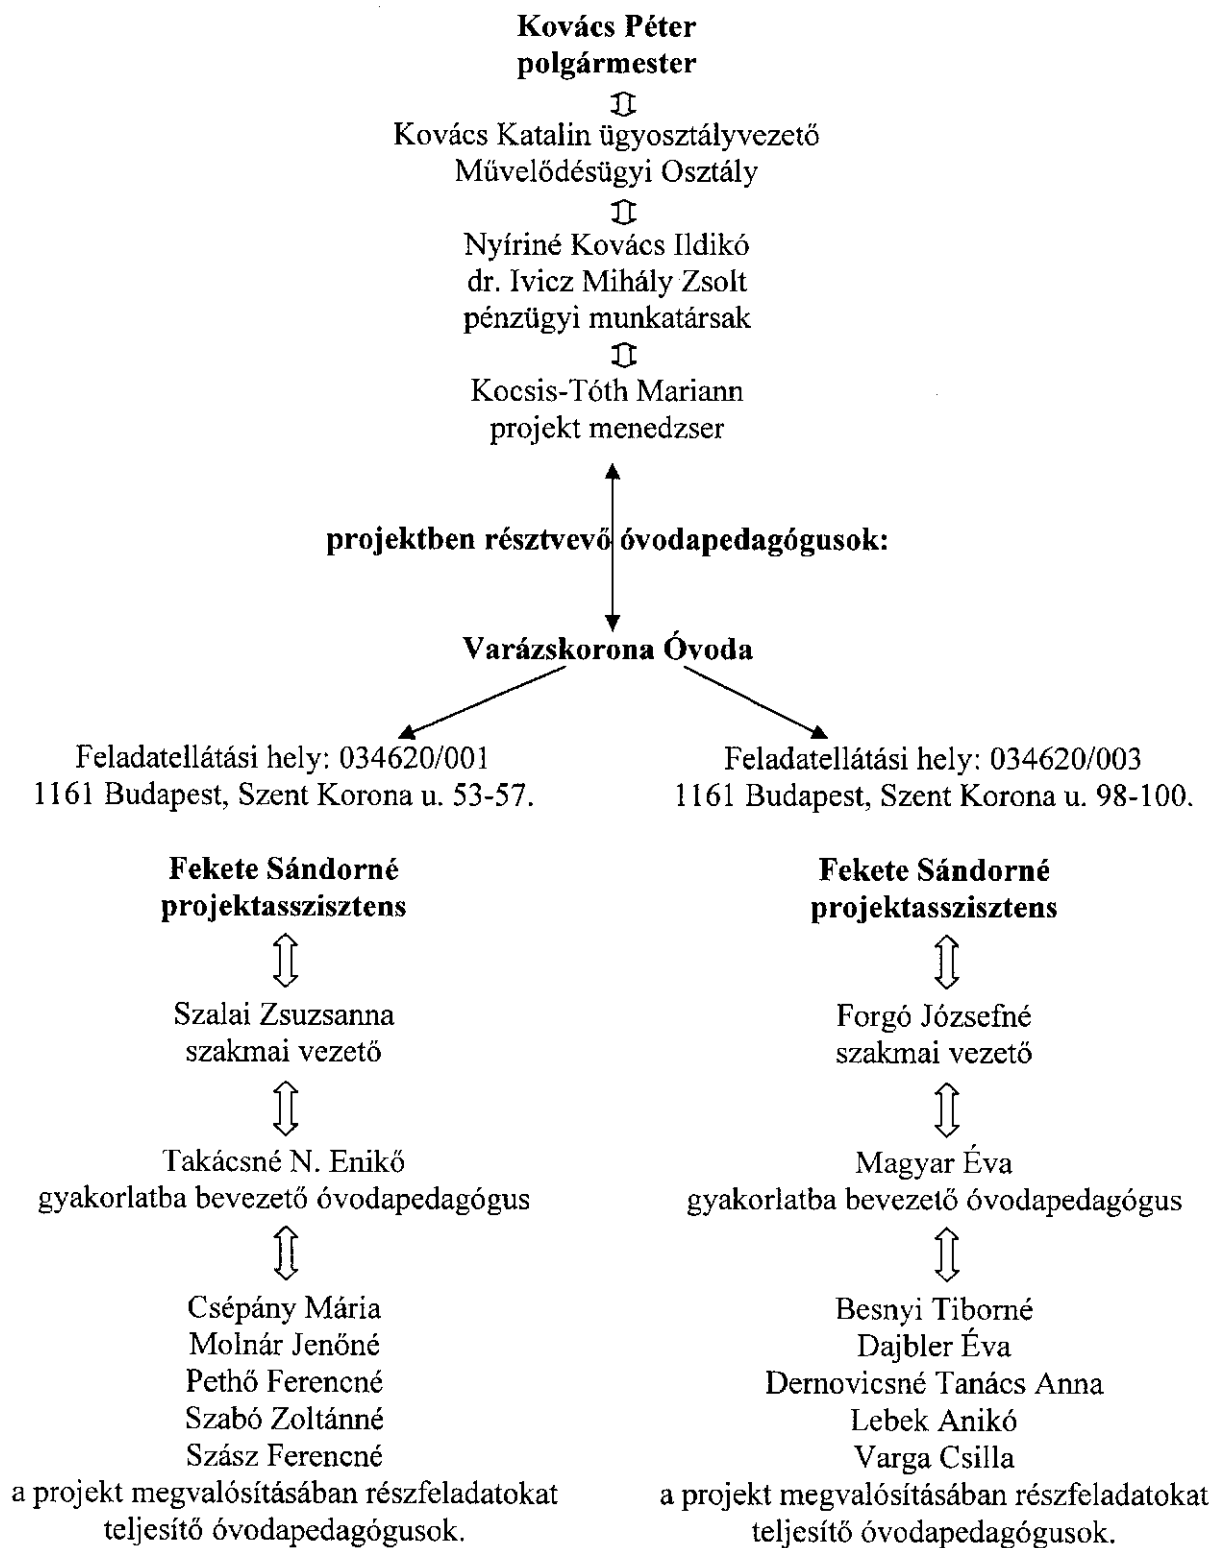 Kovács Péter
polgármester
Kovács Katalin ügyosztályvezető
Művelődésügyi Osztály
Nyíriné Kovács Ildikó
dr. Ivicz Mihály Zsolt
pénzügyi munkatársak
Kocsis-Tóth Mariann
projekt menedzser
projektben résztvevő óvodapedagógusok:
Varázskorona Óvoda
Feladatellátási hely: 034620/001
1161 Budapest, Szent Korona u. 53-57.
Fekete Sándorné
projektasszisztens
Szalai Zsuzsanna
szakmai vezető
Takácsné N. Enikő
gyakorlatba bevezető óvodapedagógus
Csépány Mária
Molnár Jenőné
Pethő Ferencné
Szabó Zoltánné
Szász Ferencné
a projekt megvalósításában részfeladatokat
teljesítő óvodapedagógusok.
Feladatellátási hely: 034620/003
1161 Budapest, Szent Korona u. 98-100.
Fekete Sándorné
projektasszisztens
Forgó Józsefné
szakmai vezető
Magyar Éva
gyakorlatba bevezető óvodapedagógus
Besnyi Tiborné
Dajbler Éva
Dernovicsné Tanács Anna
Lebek Anikó
Varga Csilla
a projekt megvalósításában részfeladatokat
teljesítő óvodapedagógusok.